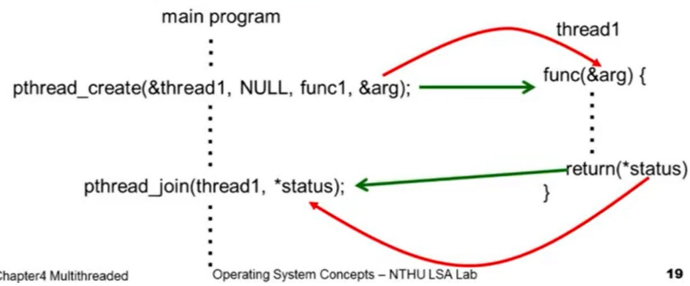 main program
thread1
func(&arg) {
pthread_create(&thread1, NULL, func1, &arg);
return(*status)
pthread_join(thread1, *status);
}
Chapter4 Multithreaded
Operating System Concepts – NTHU LSA Lab
19